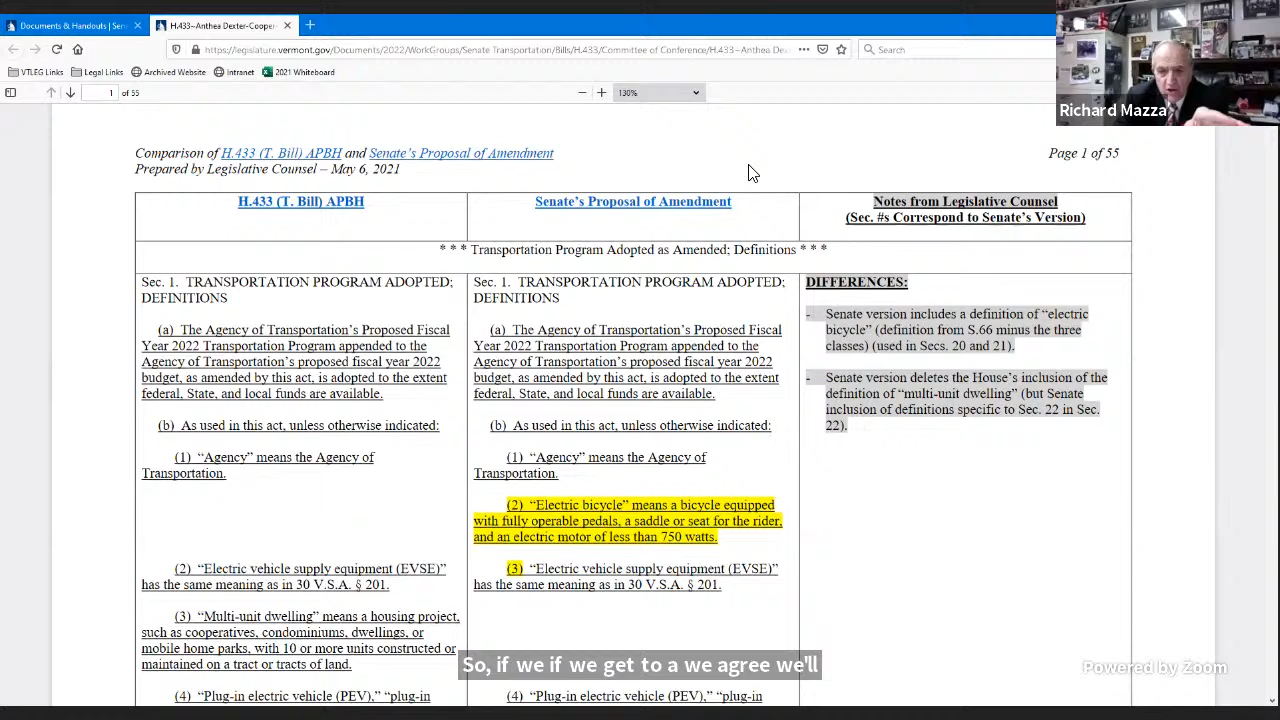 Documents & Handouts | Sen
H.433~Anthea Dexter-Cooper
https://legislature.vermont.gov/Documents/2022/WorkGroups/Senate Transportation/Bills/H.433/Committee of Conference/H.433~Anthea Dex
Search
VTLEG Links
Legal Links
Archived Website
Intranet
2021 Whiteboard
1 of 55
130%
Richard Mazza
Comparison of H.433 (T. Bill) APBH and Senate's Proposal of Amendment
Page 1 of 55
Prepared by Legislative Counsel – May 6, 2021
H.433 (T. Bill) APBH
Senate's Proposal of Amendment
Notes from Legislative Counsel
(Sec. #s Correspond to Senate's Version)
* * * Transportation Program Adopted as Amended; Definitions * * *
Sec. 1. TRANSPORTATION PROGRAM ADOPTED;
DEFINITIONS
(a) The Agency of Transportation's Proposed Fiscal
Year 2022 Transportation Program appended to the
Agency of Transportation's proposed fiscal year 2022
budget, as amended by this act, is adopted to the extent
federal, State, and local funds are available.
(b) As used in this act, unless otherwise indicated:
(1) “Agency” means the Agency of
Transportation.
(2) “Electric vehicle supply equipment (EVSE)”
has the same meaning as in 30 V.S.A. § 201.
(3) “Multi-unit dwelling” means a housing project,
such as cooperatives, condominiums, dwellings, or
mobile home parks, with 10 or more units constructed or
maintained on a tract or tracts of land.
(4) “Plug-in electric vehicle (PEV),” “plug-in
Sec. 1. TRANSPORTATION PROGRAM ADOPTED;
DEFINITIONS
(a) The Agency of Transportation's Proposed Fiscal
Year 2022 Transportation Program appended to the
Agency of Transportation's proposed fiscal year 2022
budget, as amended by this act, is adopted to the extent
federal, State, and local funds are available.
(b) As used in this act, unless otherwise indicated:
(1) “Agency” means the Agency of
Transportation.
(2) “Electric bicycle” means a bicycle equipped
with fully operable pedals, a saddle or seat for the rider,
and an electric motor of less than 750 watts.
(3) “Electric vehicle supply equipment (EVSE)”
has the same meaning as in 30 V.S.A. § 201.
(4) “Plug-in electric vehicle (PEV),” “plug-in
DIFFERENCES:
- Senate version includes a definition of “electric
bicycle” (definition from S.66 minus the three
classes) (used in Secs. 20 and 21).
- Senate version deletes the House's inclusion of the
definition of “multi-unit dwelling” (but Senate
inclusion of definitions specific to Sec. 22 in Sec.
22).
So, if we if we get to a we agree we'll
Powered by Zoom